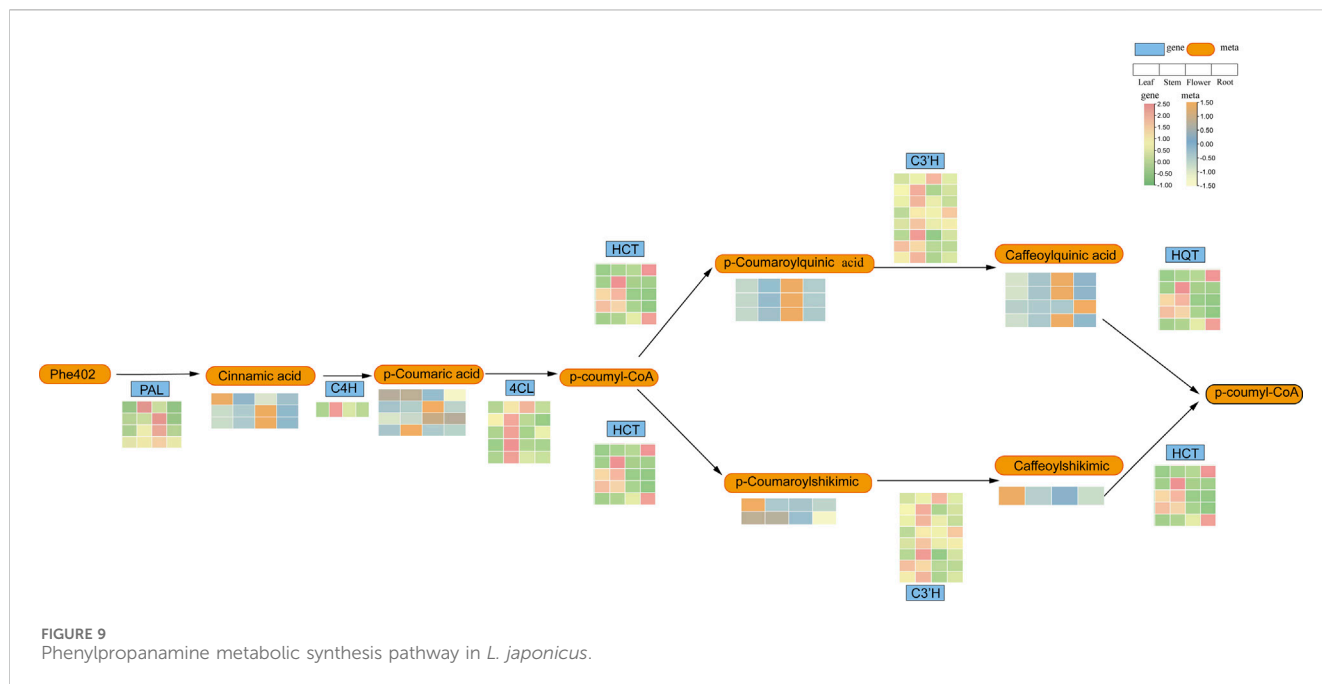 gene meta
Leaf Stem Flower Root
gene meta
2.50 1.50
2.00 1.00
1.50 0.50
1.00 0.00
0.50 -0.50
0.00 -1.00
-0.50 -1.50
-1.00
C3'H
HCT
p-Coumaroylquinic acid
Caffeoylquinic acid
HQT
Phe402
PAL
Cinnamic acid
C4H
p-Coumaric acid
4CL
p-coumyl-CoA
p-coumyl-CoA
HCT
p-Coumaroylshikimic
Caffeoylshikimic
HCT
C3'H
FIGURE 9
Phenylpropanamine metabolic synthesis pathway in L. japonicus.